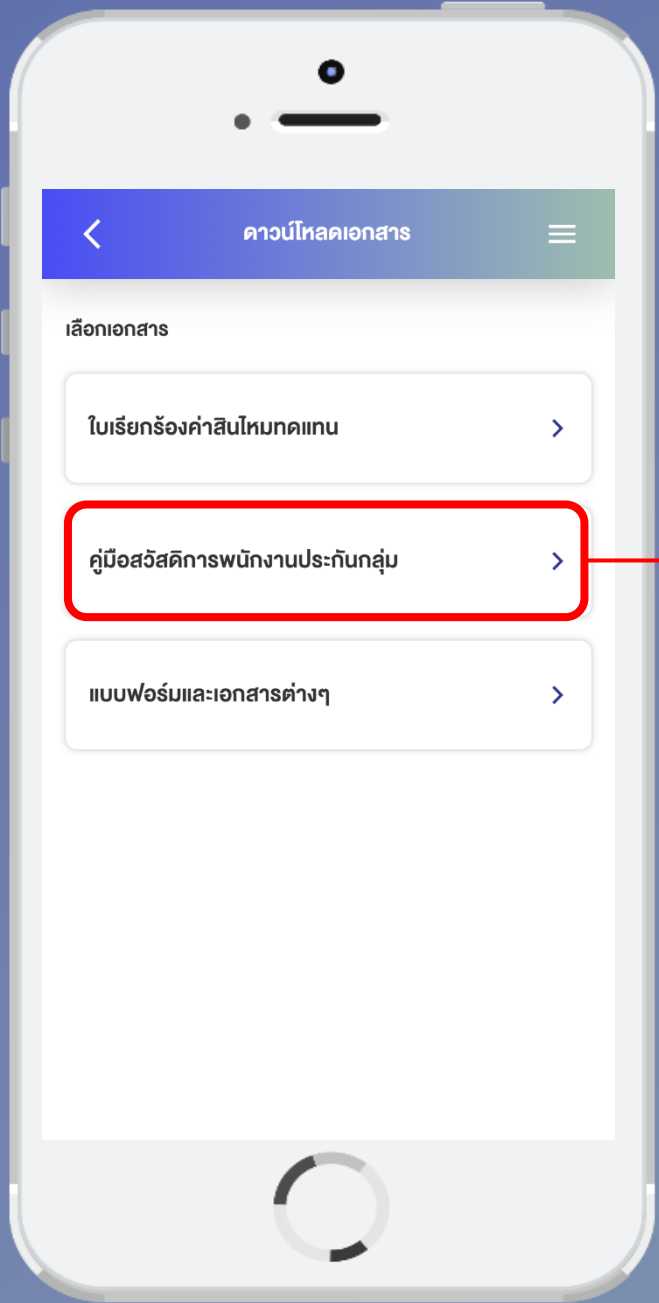 ดาวน์โหลดเอกสาร
เลือกเอกสาร
ใบเรียกร้องค่าสินไหมทดแทน
คู่มือสวัสดิการพนักงานประกันกลุ่ม
แบบฟอร์มและเอกสารต่างๆ